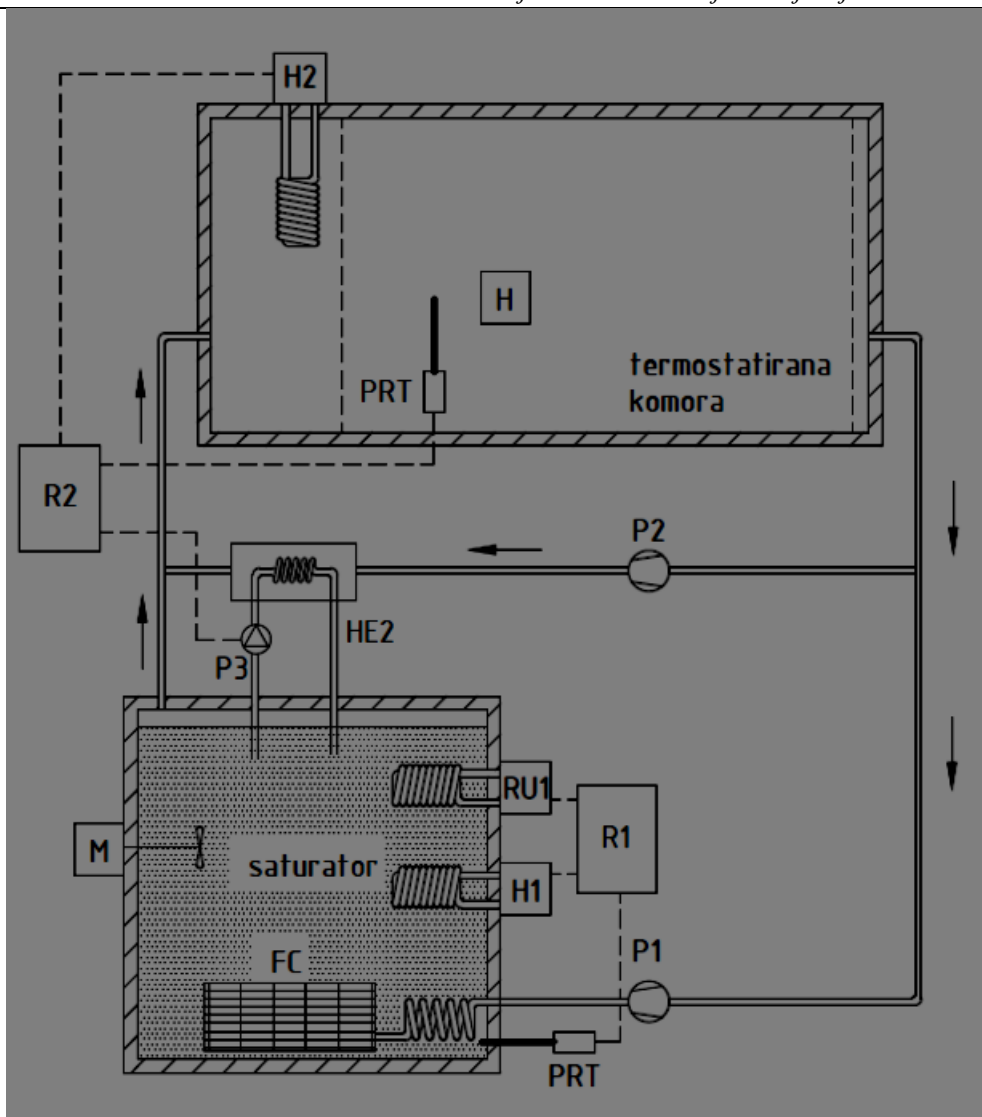 H2
H
termostatirana
komora
PRT
R2
P2
HE2
P3
RU1
R1
M
saturator
H1
FC
P1
PRT